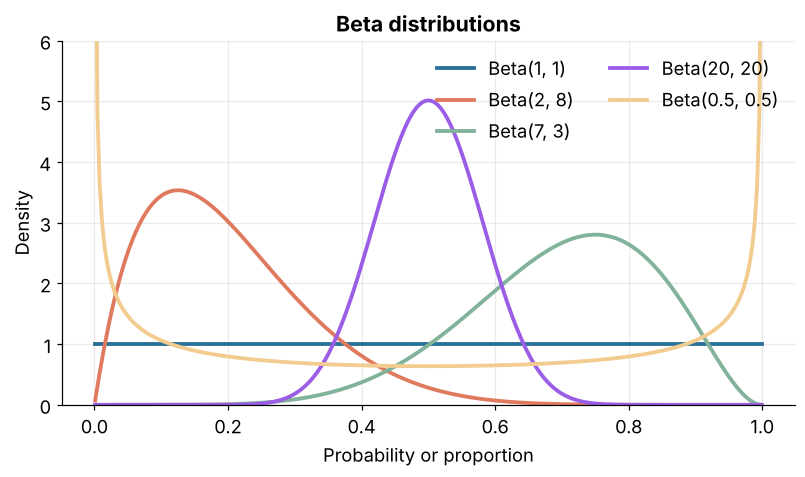 Beta distributions
Beta(1, 1)
Beta(2, 8)
Beta(7, 3)
Beta(20, 20)
Beta(0.5, 0.5)
Density
6
5
4
3
2
1
0
0.0 0.2 0.4 0.6 0.8 1.0
Probability or proportion